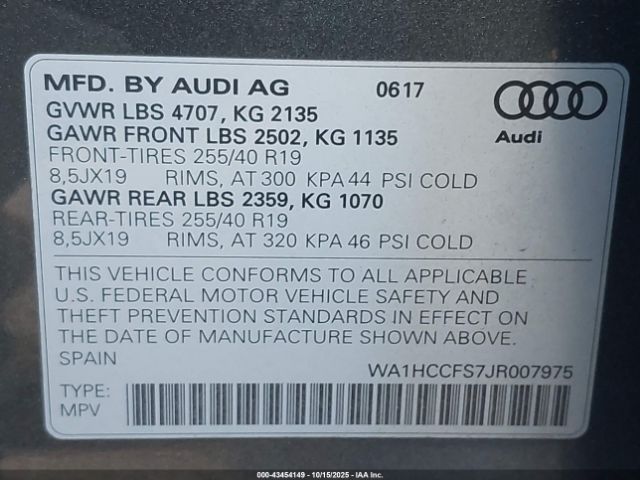 MFD. BY AUDI AG 0617
GVWR LBS 4707, KG 2135
GAWR FRONT LBS 2502, KG 1135
Audi
FRONT-TIRES 255/40 R19
8,5JX19 RIMS, AT 300 KPA 44 PSI COLD
GAWR REAR LBS 2359, KG 1070
REAR-TIRES 255/40 R19
8,5JX19 RIMS, AT 320 KPA 46 PSI COLD
THIS VEHICLE CONFORMS TO ALL APPLICABLE
U.S. FEDERAL MOTOR VEHICLE SAFETY AND
THEFT PREVENTION STANDARDS IN EFFECT ON
THE DATE OF MANUFACTURE SHOWN ABOVE.
SPAIN WA1HCCFS7JR007975
TYPE:
MPV
000-43454149 - 10/15/2025 - IAA Inc.